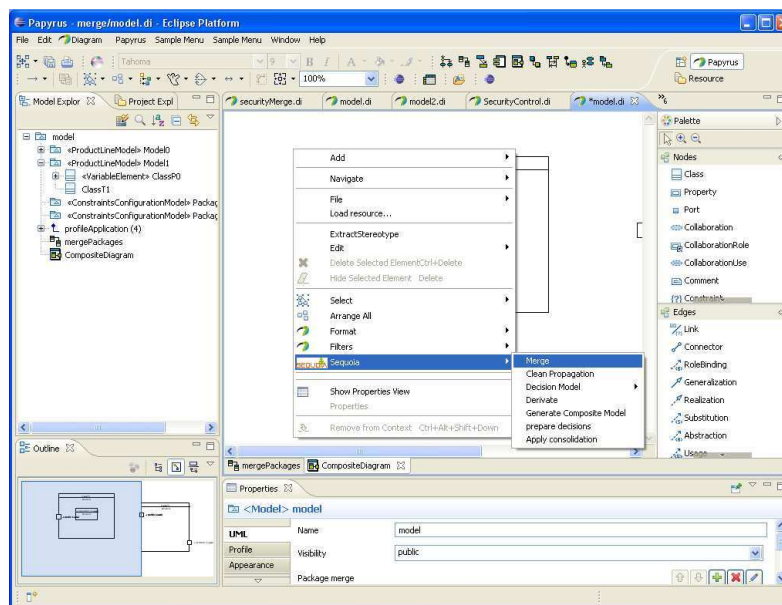 Papyrus - merge/model.di - Eclipse Platform
File Edit Diagram Papyrus Sample Menu Sample Menu Window Help
Tahoma 9 B I A Papyrus
100% Resource
Model Explor Project Expl securityMerge.di model.di model2.di SecurityControl.di *model.di
model
«ProductLineModel» Model0
«ProductLineModel» Model1
«VariableElement» ClassP0
ClassT1
«ConstraintsConfigurationModel» Packag
«ConstraintsConfigurationModel» Packag
profileApplication (4)
mergePackages
CompositeDiagram
Add
Navigate
File
Load resource...
ExtractStereotype
Edit
Delete Selected Element Ctrl+Delete
Hide Selected Element Delete
Select
Arrange All
Format
Filters
Sequoia
Show Properties View
Properties
Remove from Context Ctrl+Alt+Shift+Down
Merge
Clean Propagation
Decision Model
Derivate
Generate Composite Model
prepare decisions
Apply consolidation
Palette
Nodes
Class
Property
Port
Collaboration
CollaborationRole
CollaborationUse
Comment
{?} Constraint
Edges
Link
Connector
RoleBinding
Generalization
Realization
Substitution
Abstraction
Usage
Outline
mergePackages CompositeDiagram
Properties
<Model> model
UML
Profile
Appearance
Name model
Visibility public
Package merge